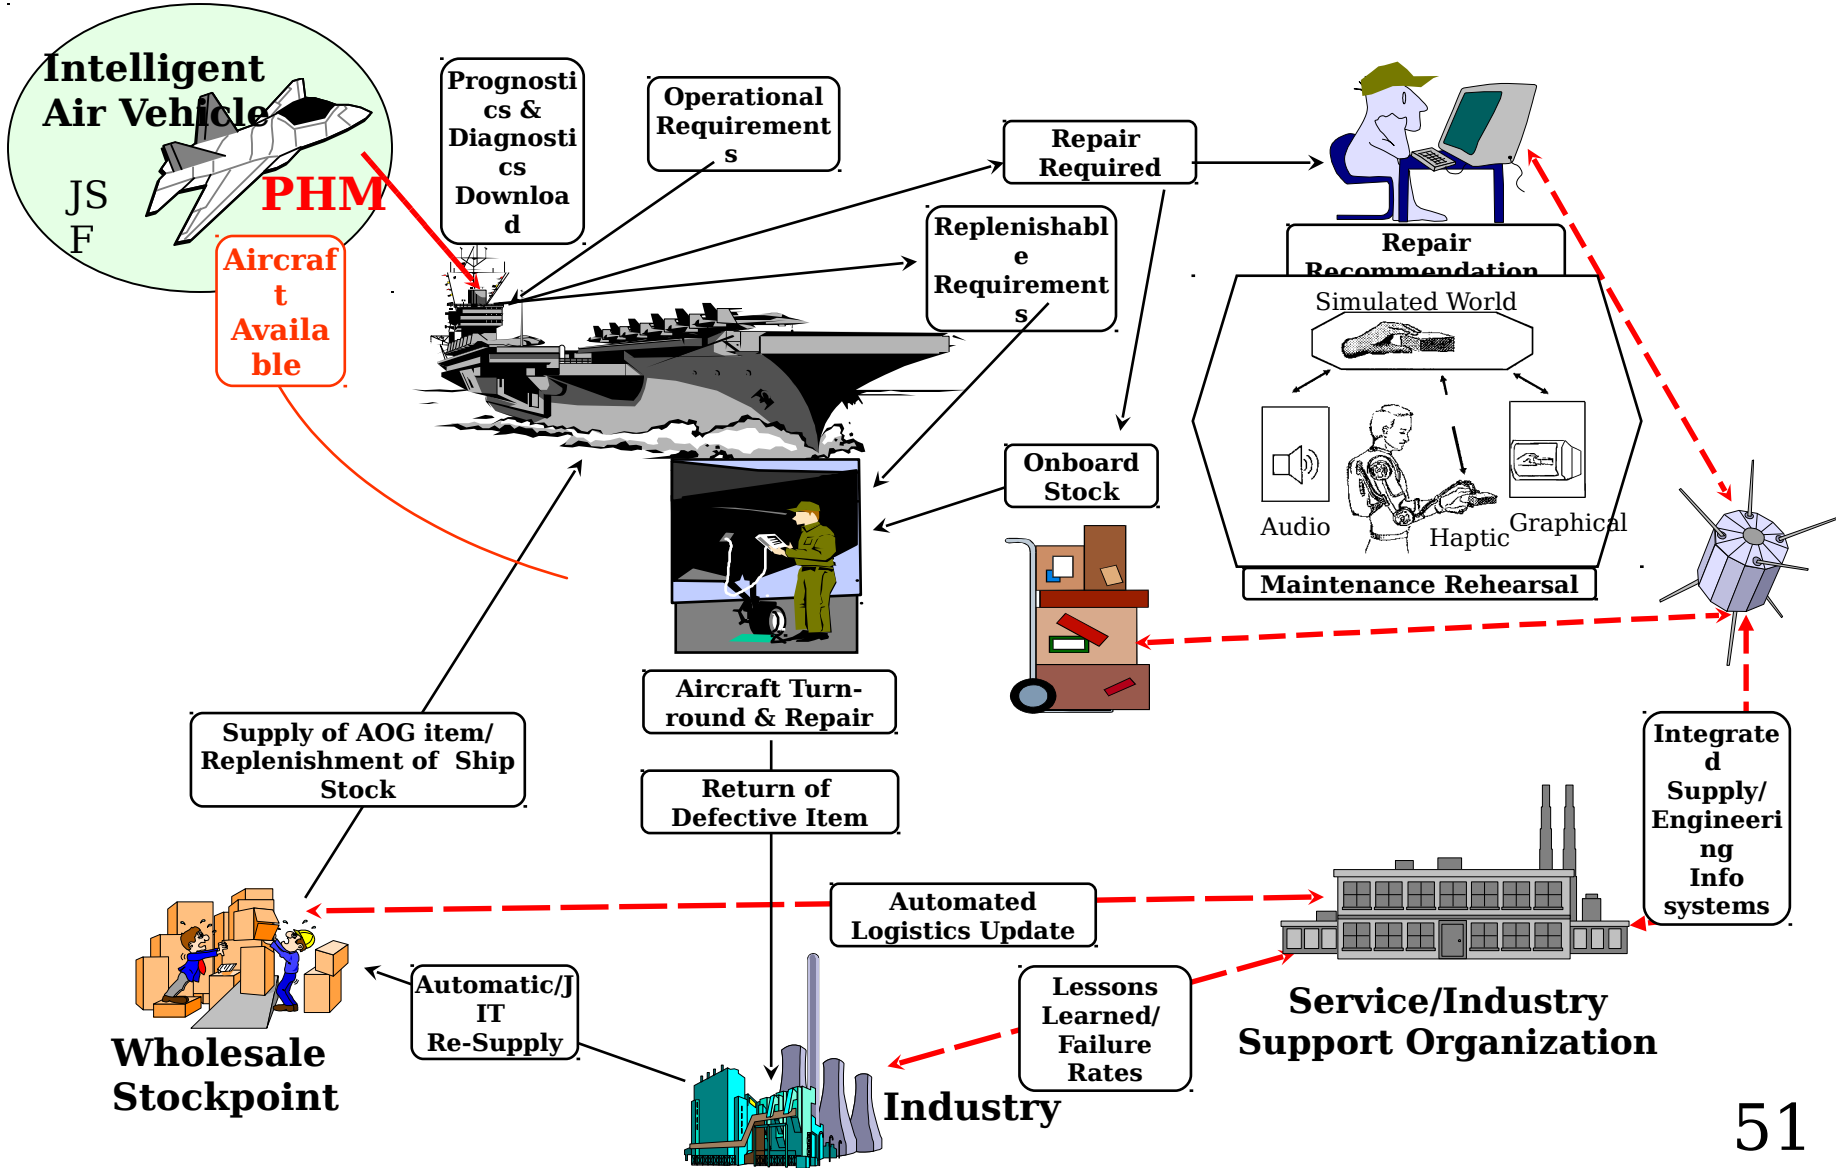 Intelligent
Air Vehicle
JS
F
PHM
Aircraf
t
Availa
ble
Prognosti
cs &
Diagnosti
cs
Downloa
d
Operational
Requirement
s
Repair
Required
Replenishabl
e
Requirement
s
Repair
Recommendation
Simulated World
Audio
Haptic
Graphical
Maintenance Rehearsal
Onboard
Stock
Aircraft Turn-
round & Repair
Supply of AOG item/
Replenishment of  Ship
Stock
Return of
Defective Item
Integrate
d
Supply/
Engineeri
ng
Info
systems
Automated
Logistics Update
Automatic/J
IT
Re-Supply
Lessons
Learned/
Failure
Rates
Service/Industry
Support Organization
Wholesale
Stockpoint
Industry
51